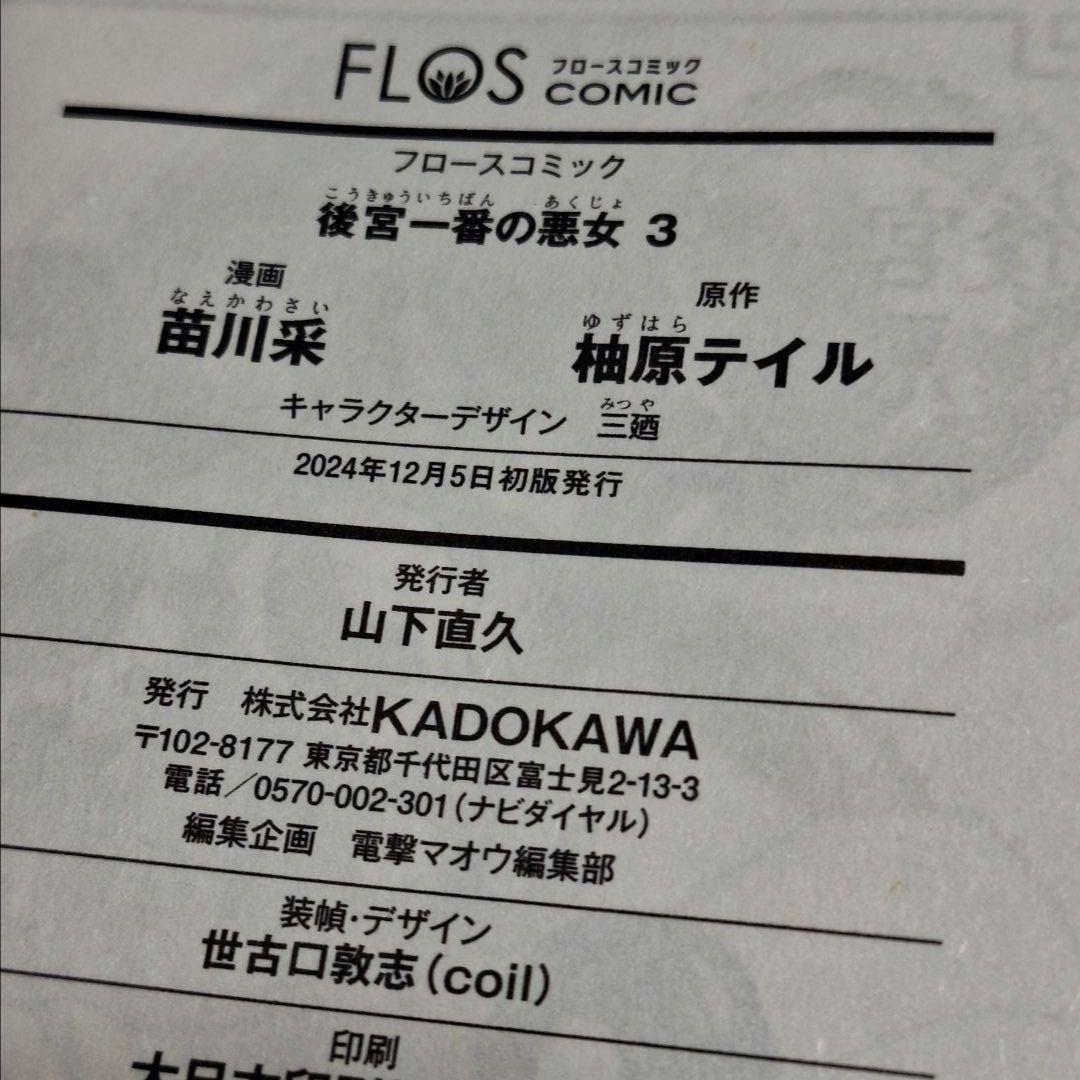 FLOS フロースコミック COMIC
フロースコミック
こうきゅういちばん あくじょ
後宮一番の悪女 3
漫画
なえかわさい
苗川采
原作
ゆずはら
柚原テイル
みつや
キャラクターデザイン 三廼
2024年12月5日初版発行
発行者
山下直久
発行 株式会社KADOKAWA
〒102-8177 東京都千代田区富士見2-13-3
電話/0570-002-301(ナビダイヤル)
編集企画 電撃マオウ編集部
装幀・デザイン
世古口敦志(coil)
印刷